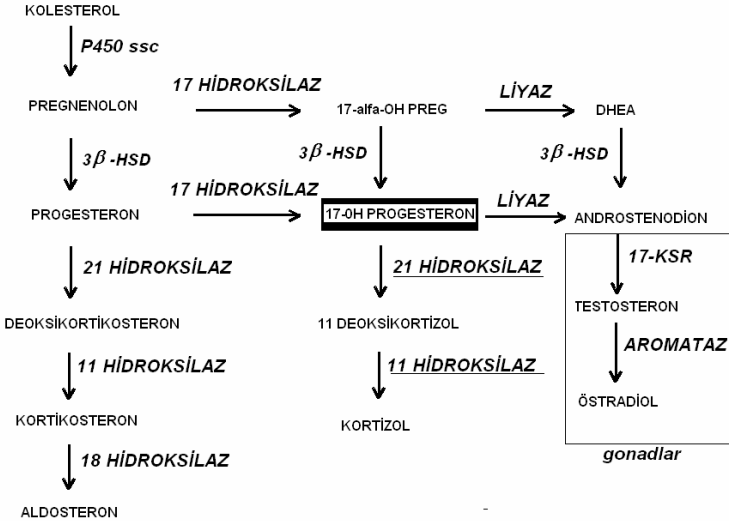 KOLESTEROL
P450 ssc
17 HİDROKSİLAZ
LİYAZ
PREGNENOLON
17-alfa-OH PREG
DHEA
3β-HSD
3β-HSD
3β-HSD
17 HİDROKSİLAZ
LİYAZ
PROGESTERON
17-OH PROGESTERON
ANDROSTENODİON
21 HİDROKSİLAZ
21 HİDROKSİLAZ
17-KSR
DEOKSİKORTİKOSTERON
11 DEOKSİKORTİZOL
TESTOSTERON
11 HİDROKSİLAZ
11 HİDROKSİLAZ
AROMATAZ
KORTİKOSTERON
KORTİZOL
ÖSTRADİOL
18 HİDROKSİLAZ
gonadlar
ALDOSTERON